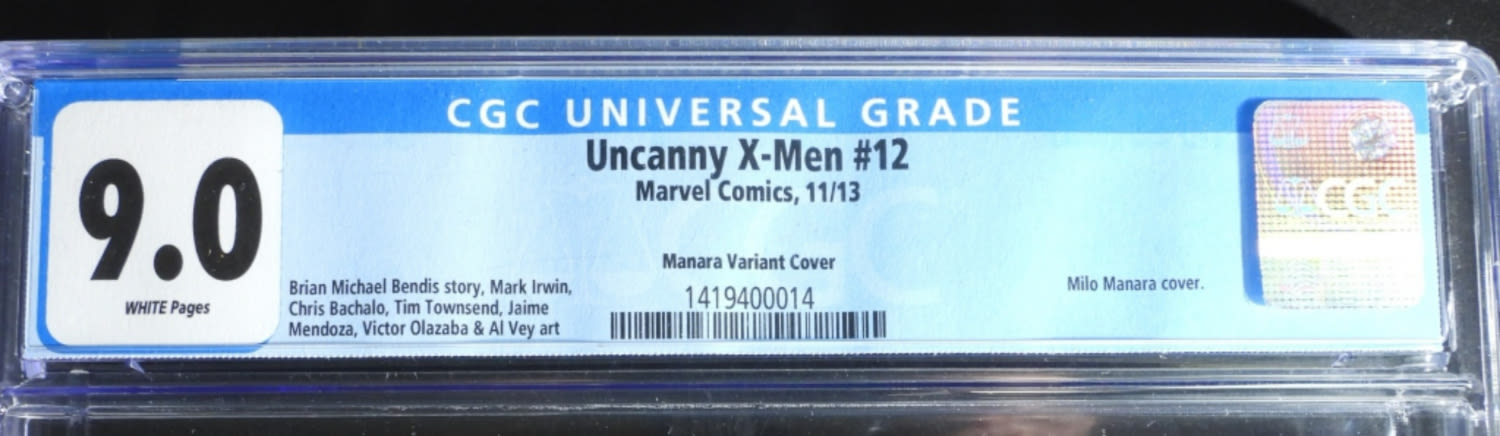 CGC UNIVERSAL GRADE
9.0
WHITE Pages
Uncanny X-Men #12
Marvel Comics, 11/13
Manara Variant Cover
1419400014
Brian Michael Bendis story, Mark Irwin,
Chris Bachalo, Tim Townsend, Jaime
Mendoza, Victor Olazaba & Al Vey art
Milo Manara cover.
CGC